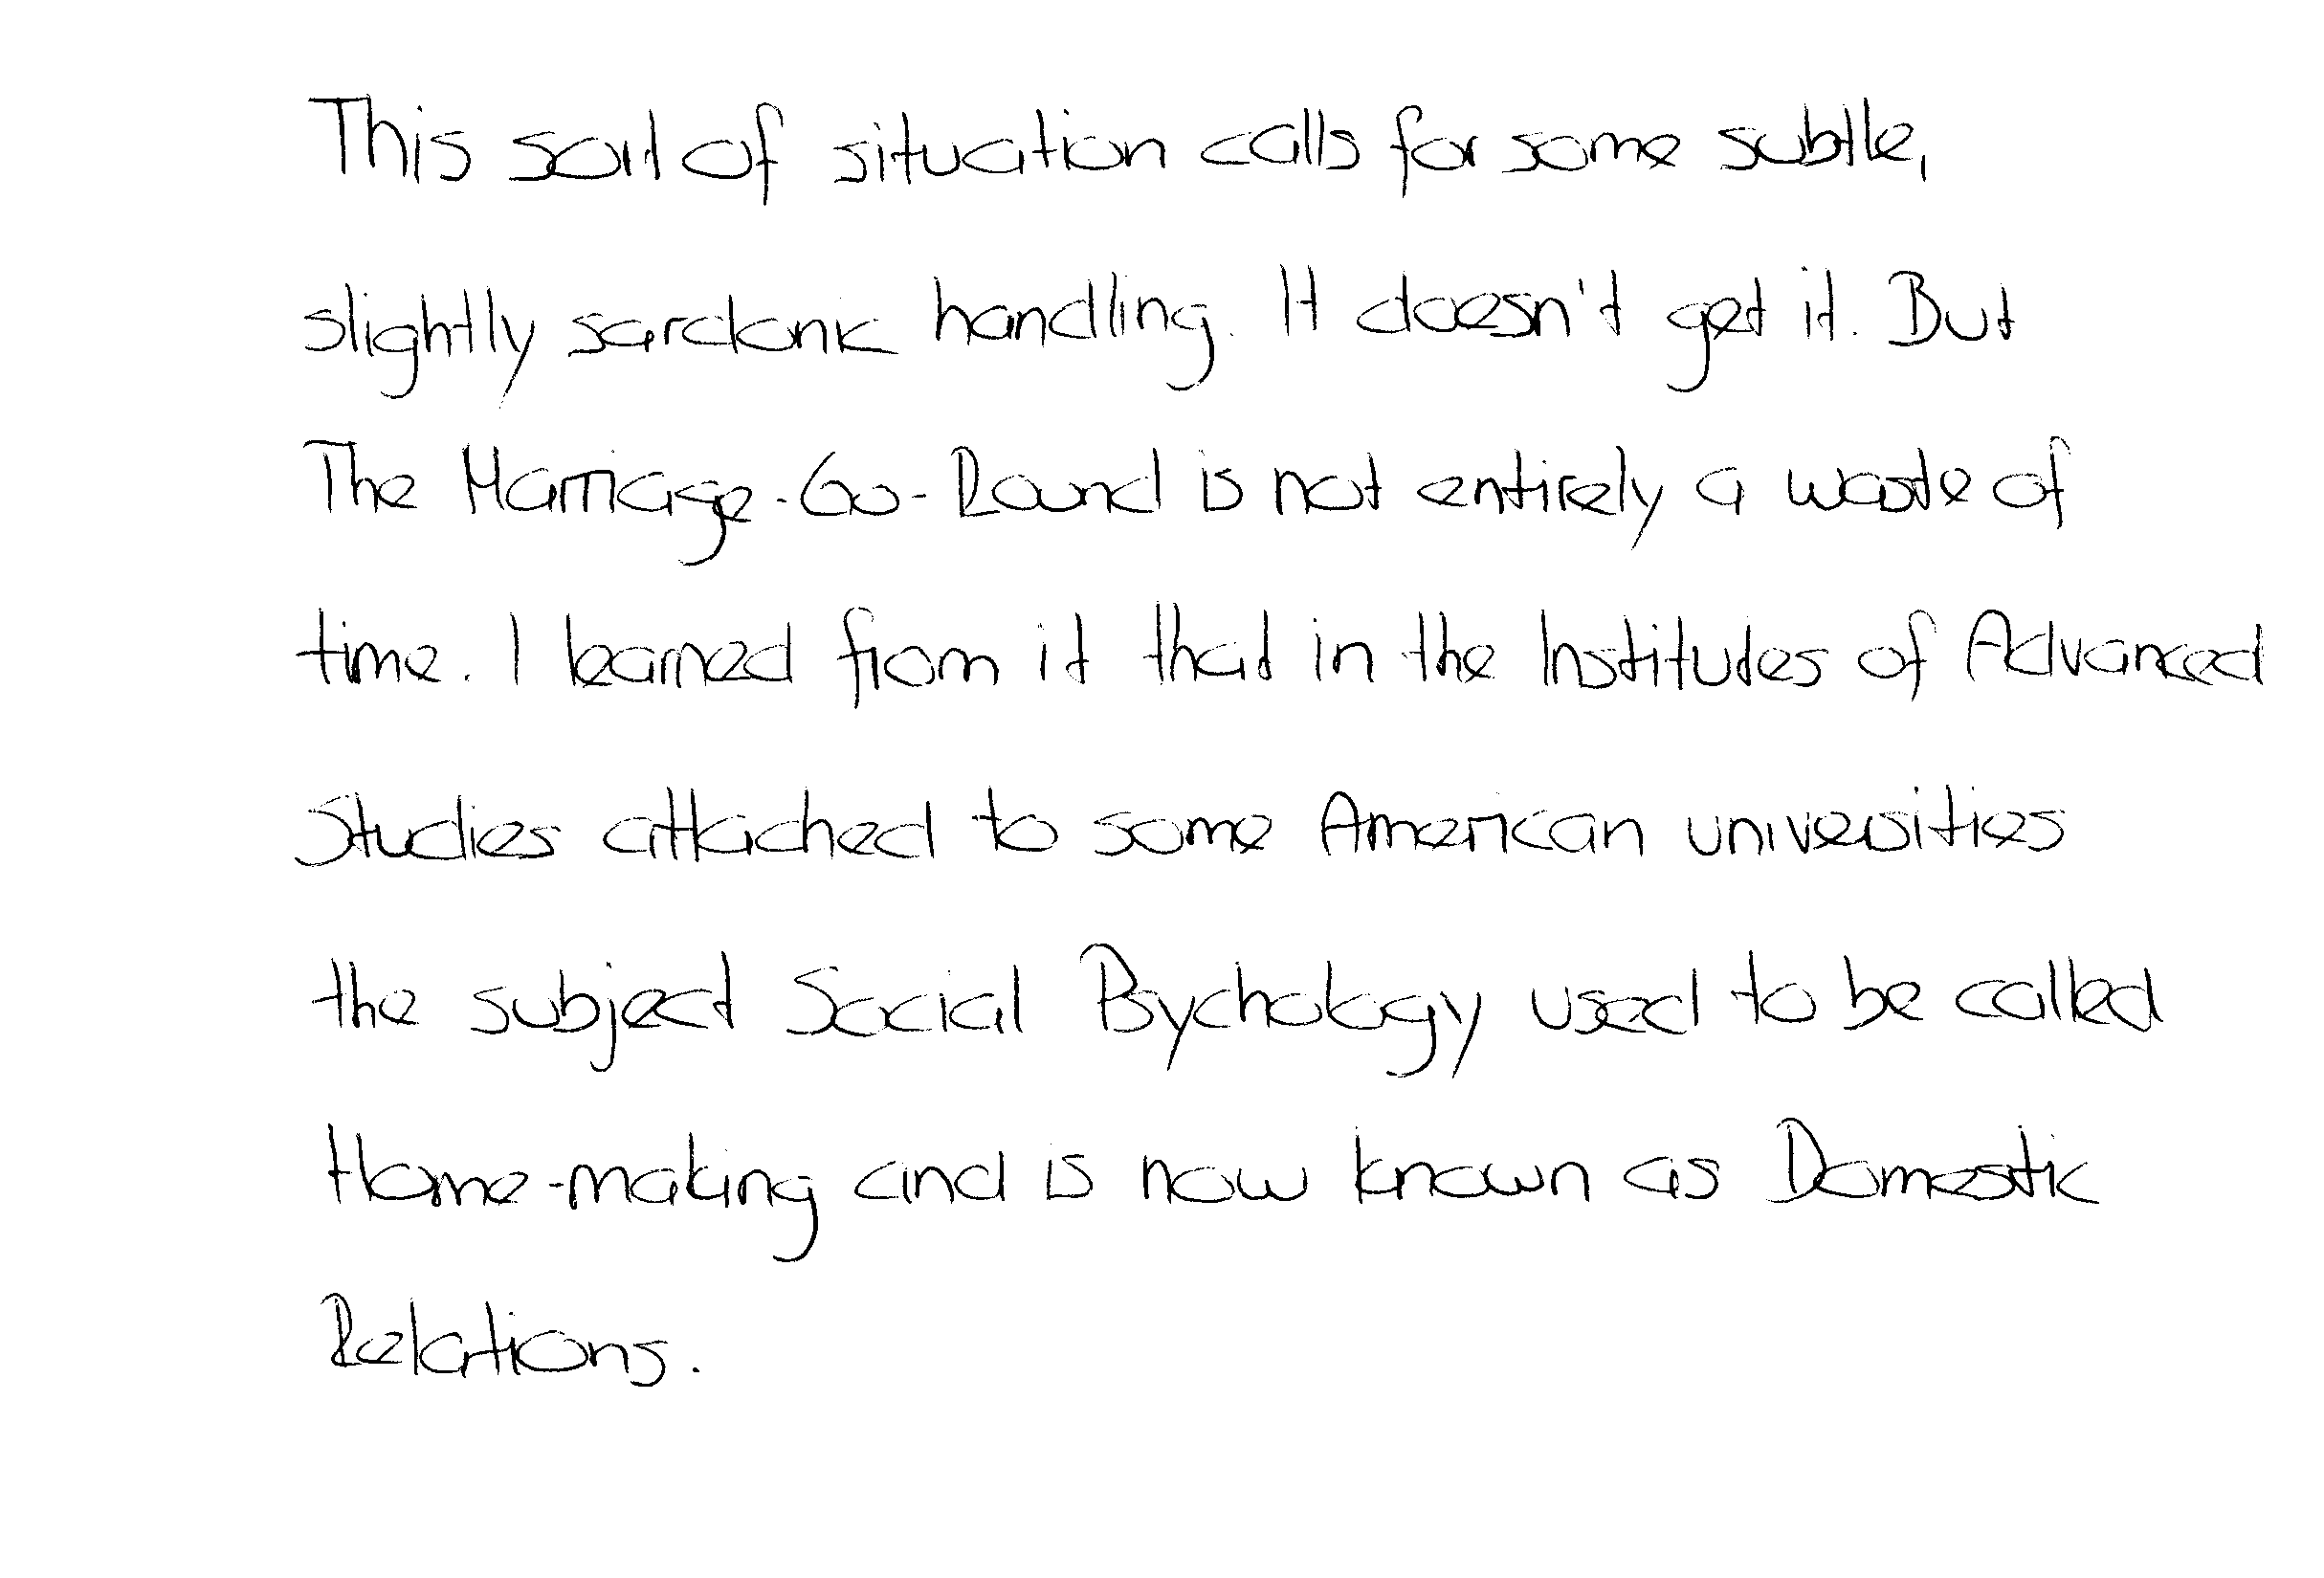 This sort of situation calls for some subtle,
slightly sardonic handling. It doesn't get it. But
The Marriage-Go-Round is not entirely a waste of
time. I learned from it that in the Institutes of Advanced
Studies attached to some American universities
the subject Social Psychology used to be called
Home-making and is now known as Domestic
Relations.